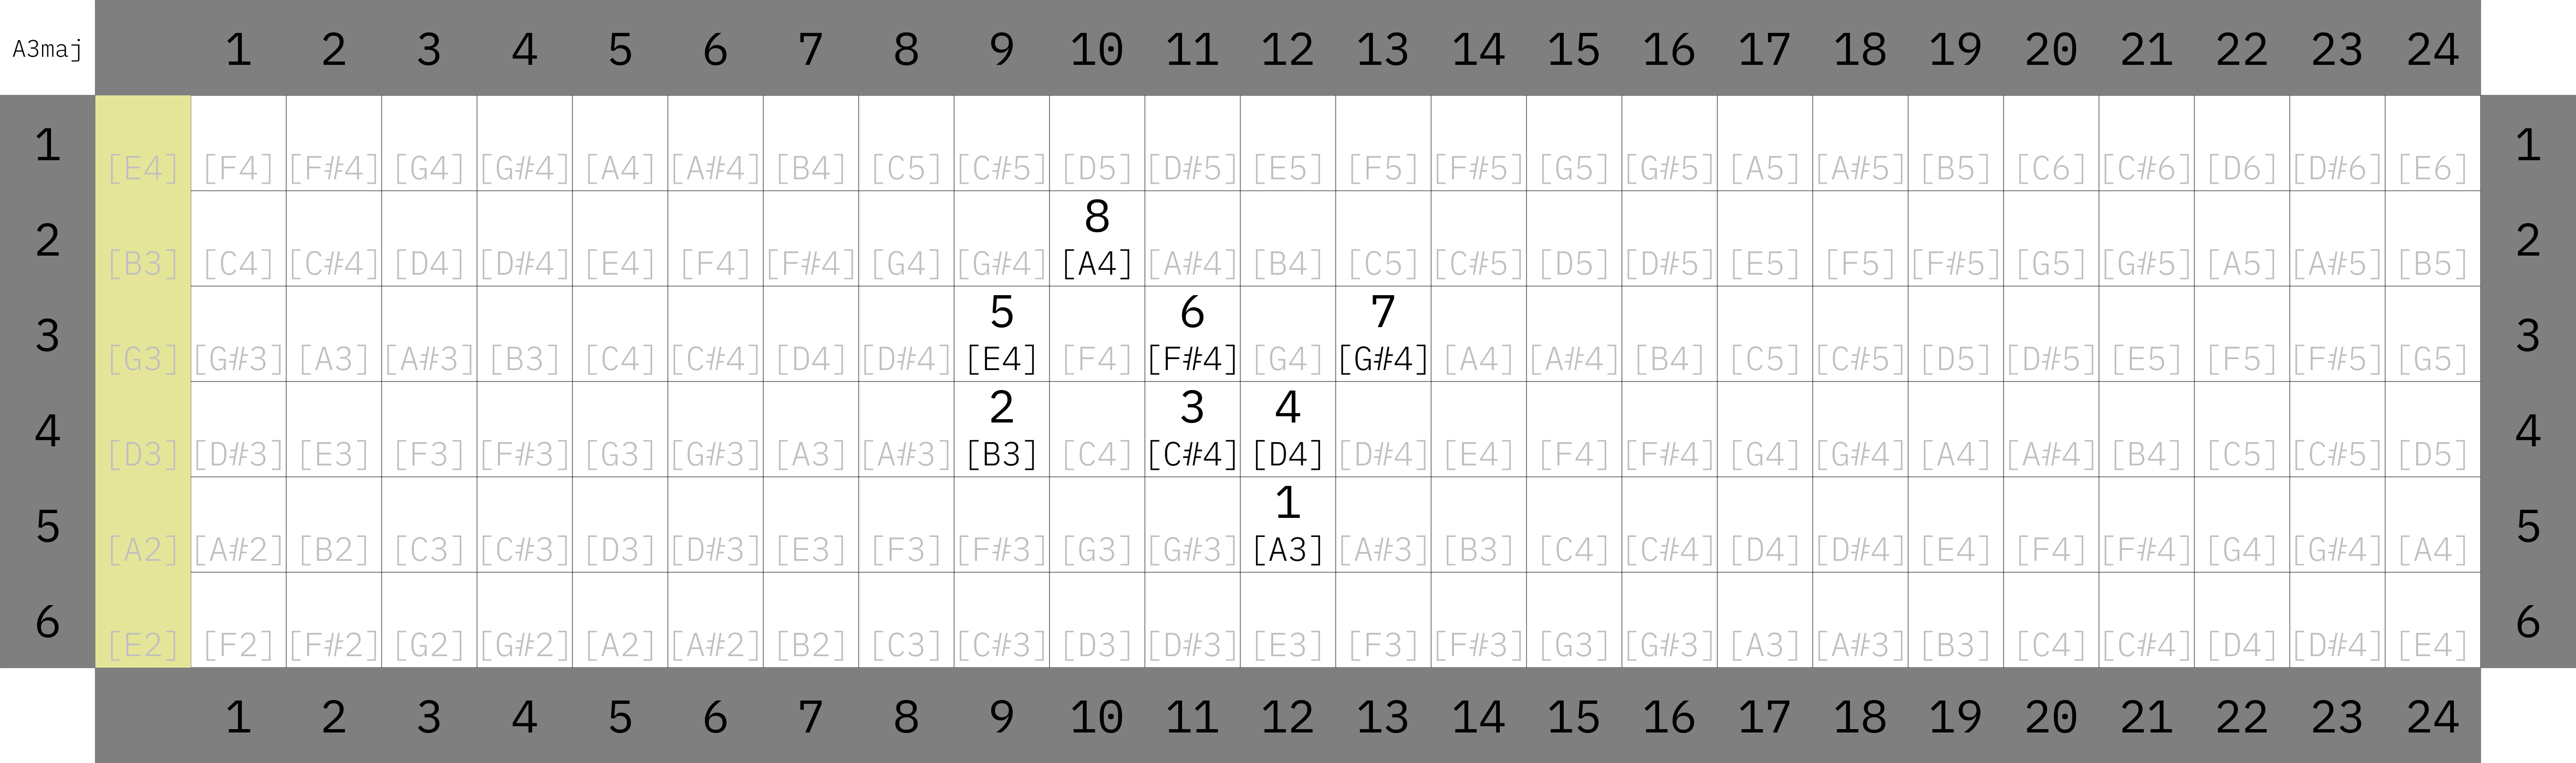 A3maj 1 2 3 4 5 6 7 8 9 10 11 12 13 14 15 16 17 18 19 20 21 22 23 24
1 [E4] [F4] [F#4] [G4] [G#4] [A4] [A#4] [B4] [C5] [C#5] [D5] [D#5] [E5] [F5] [F#5] [G5] [G#5] [A5] [A#5] [B5] [C6] [C#6] [D6] [D#6] [E6] 1
8
2 [B3] [C4] [C#4] [D4] [D#4] [E4] [F4] [F#4] [G4] [G#4] [A4] [A#4] [B4] [C5] [C#5] [D5] [D#5] [E5] [F5] [F#5] [G5] [G#5] [A5] [A#5] [B5] 2
5 6 7
3 [G3] [G#3] [A3] [A#3] [B3] [C4] [C#4] [D4] [D#4] [E4] [F4] [F#4] [G4] [G#4] [A4] [A#4] [B4] [C5] [C#5] [D5] [D#5] [E5] [F5] [F#5] [G5] 3
2 3 4
4 [D3] [D#3] [E3] [F3] [F#3] [G3] [G#3] [A3] [A#3] [B3] [C4] [C#4] [D4] [D#4] [E4] [F4] [F#4] [G4] [G#4] [A4] [A#4] [B4] [C5] [C#5] [D5] 4
1
5 [A2] [A#2] [B2] [C3] [C#3] [D3] [D#3] [E3] [F3] [F#3] [G3] [G#3] [A3] [A#3] [B3] [C4] [C#4] [D4] [D#4] [E4] [F4] [F#4] [G4] [G#4] [A4] 5
6 [E2] [F2] [F#2] [G2] [G#2] [A2] [A#2] [B2] [C3] [C#3] [D3] [D#3] [E3] [F3] [F#3] [G3] [G#3] [A3] [A#3] [B3] [C4] [C#4] [D4] [D#4] [E4] 6
1 2 3 4 5 6 7 8 9 10 11 12 13 14 15 16 17 18 19 20 21 22 23 24